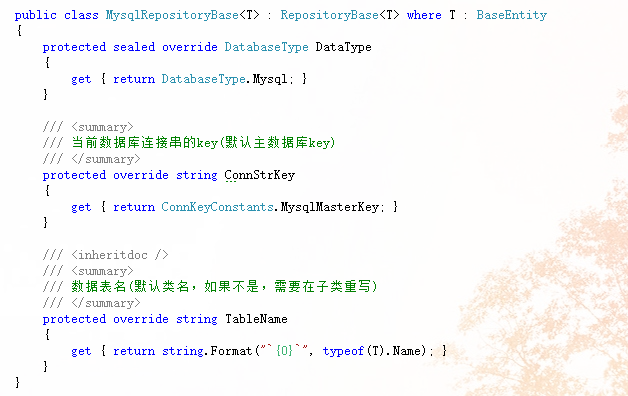 public class MysqlRepositoryBase<T> : RepositoryBase<T> where T : BaseEntity
{
    protected sealed override DatabaseType DataType
    {
        get { return DatabaseType.Mysql; }
    }

    /// <summary>
    /// 当前数据库连接串的key(默认主数据库key)
    /// </summary>
    protected override string ConnStrKey
    {
        get { return ConnKeyConstants.MysqlMasterKey; }
    }

    /// <inheritdoc />
    /// <summary>
    /// 数据表名(默认类名，如果不是，需要在子类重写)
    /// </summary>
    protected override string TableName
    {
        get { return string.Format("`{0}`", typeof(T).Name); }
    }
}